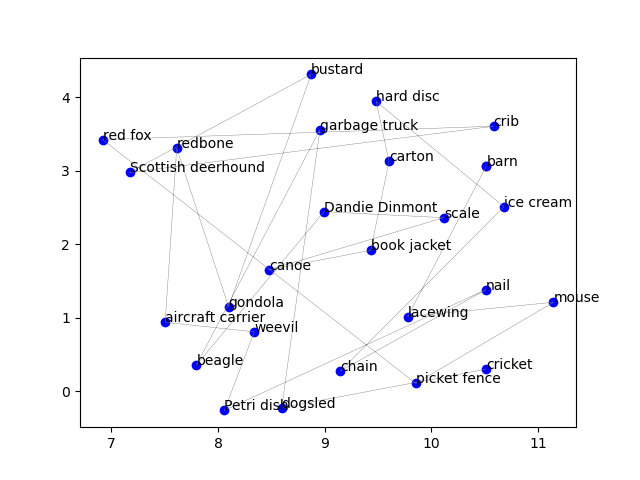 bustard
hard disc
4
garbage truck
crib
red fox
redbone
carton
barn
Scottish deerhound
3
Dandie Dinmont
scale
ice cream
book jacket
2
canoe
nail
mouse
gondola
lacewing
aircraft carrier
1
weevil
beagle
chain
cricket
picket fence
0
Petri dish
dogsled
7
8
9
10
11